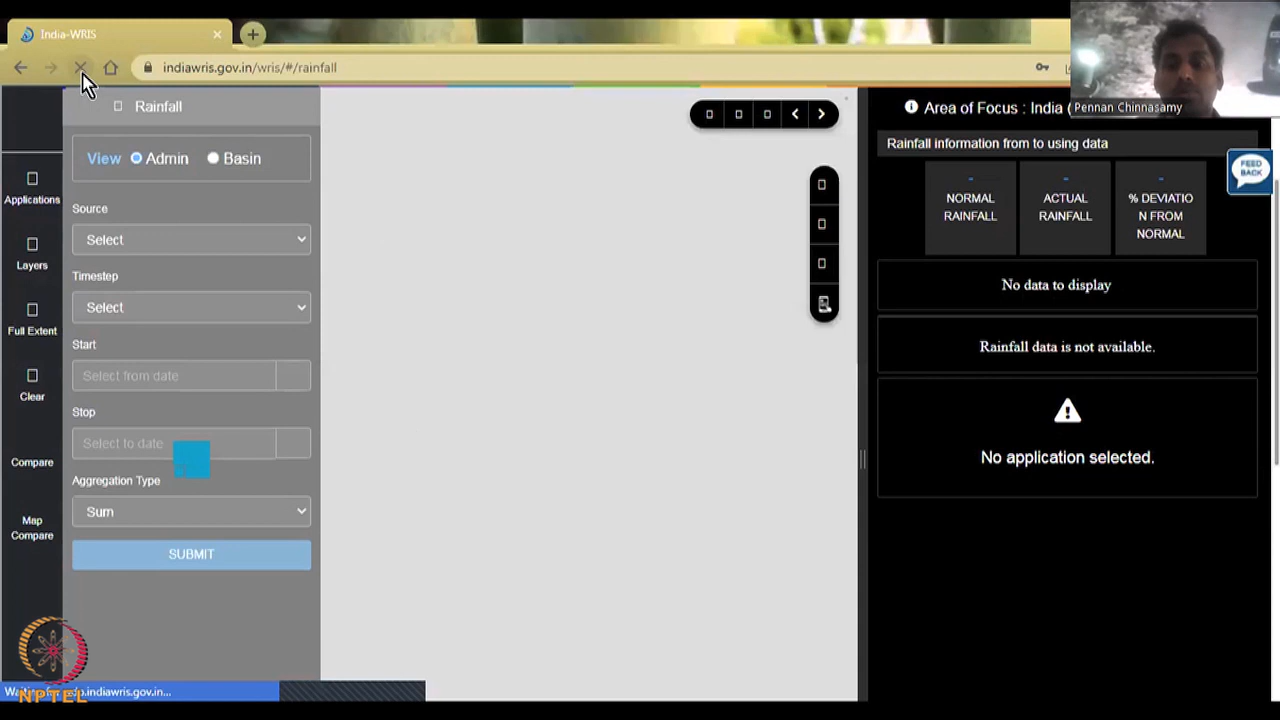 India-WRIS
indiawris.gov.in/wris/#/rainfall
Pennan Chinnasamy
Rainfall
View Admin Basin
Source
Select
Timestep
Select
Start
Select from date
Stop
Select to date
Aggregation Type
Sum
SUBMIT
Applications
Layers
Full Extent
Clear
Compare
Map
Compare
Area of Focus : India (
Rainfall information from to using data
-
NORMAL
RAINFALL
-
ACTUAL
RAINFALL
-
% DEVIATIO
N FROM
NORMAL
FEED
BACK
No data to display
Rainfall data is not available.
No application selected.
NPTEL